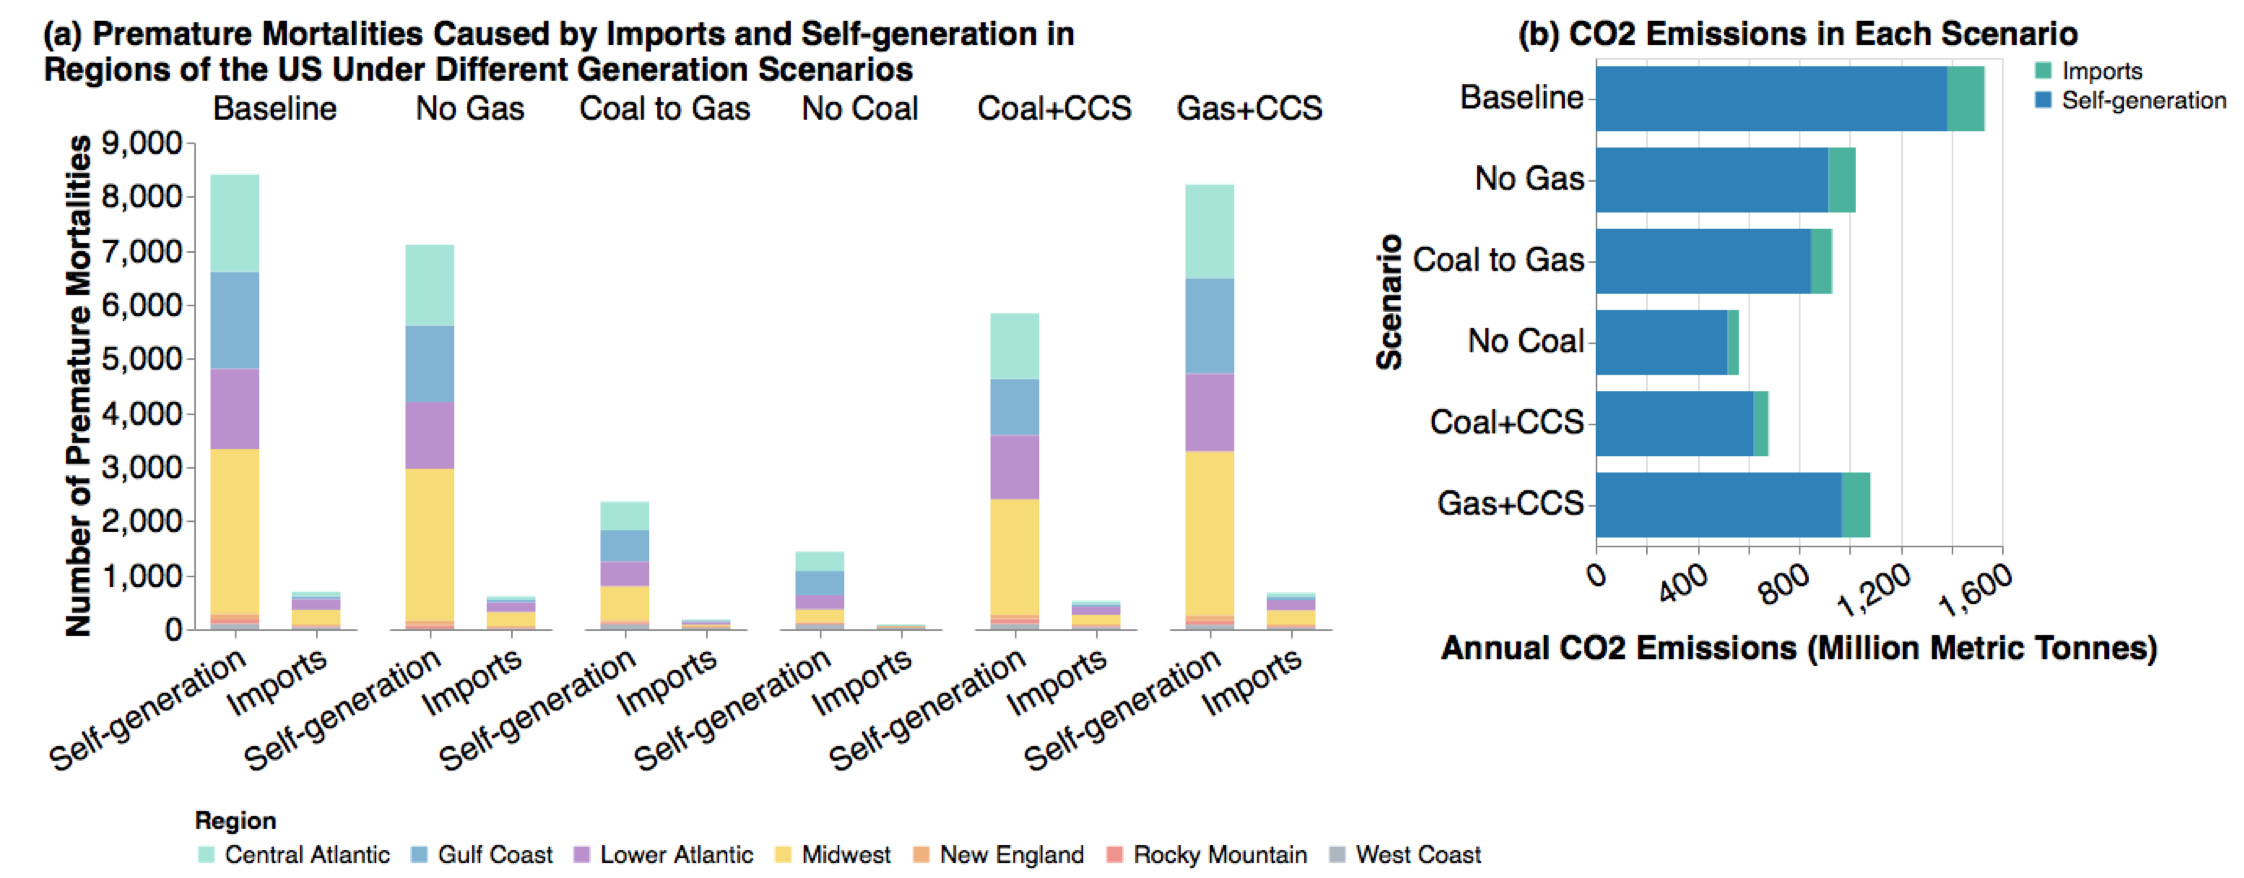 (a) Premature Mortalities Caused by Imports and Self-generation in
Regions of the US Under Different Generation Scenarios
Baseline No Gas Coal to Gas No Coal Coal+CCS Gas+CCS
Number of Premature Mortalities
9,000
8,000
7,000
6,000
5,000
4,000
3,000
2,000
1,000
0
Self-generation Imports Self-generation Imports Self-generation Imports Self-generation Imports Self-generation Imports Self-generation Imports
Region
Central Atlantic Gulf Coast Lower Atlantic Midwest New England Rocky Mountain West Coast
(b) CO2 Emissions in Each Scenario
Imports
Self-generation
Scenario
Baseline
No Gas
Coal to Gas
No Coal
Coal+CCS
Gas+CCS
0 400 800 1,200 1,600
Annual CO2 Emissions (Million Metric Tonnes)